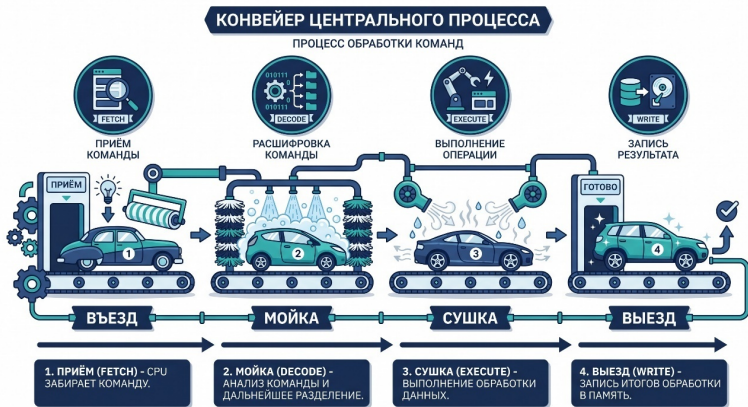 КОНВЕЙЕР ЦЕНТРАЛЬНОГО ПРОЦЕССА
ПРОЦЕСС ОБРАБОТКИ КОМАНД
FETCH
ПРИЁМ
КОМАНДЫ
010111
010111
DECODE
РАСШИФРОВКА
КОМАНДЫ
EXECUTE
ВЫПОЛНЕНИЕ
ОПЕРАЦИИ
WRITE
ЗАПИСЬ
РЕЗУЛЬТАТА
ПРИЁМ
1
2
3
ГОТОВО
4
ВЪЕЗД
МОЙКА
СУШКА
ВЫЕЗД
1. ПРИЁМ (FETCH) - CPU
ЗАБИРАЕТ КОМАНДУ.
2. МОЙКА (DECODE) -
АНАЛИЗ КОМАНДЫ И
ДАЛЬНЕЙШЕЕ РАЗДЕЛЕНИЕ.
3. СУШКА (EXECUTE) -
ВЫПОЛНЕНИЕ ОБРАБОТКИ
ДАННЫХ.
4. ВЫЕЗД (WRITE) -
ЗАПИСЬ ИТОГОВ ОБРАБОТКИ
В ПАМЯТЬ.